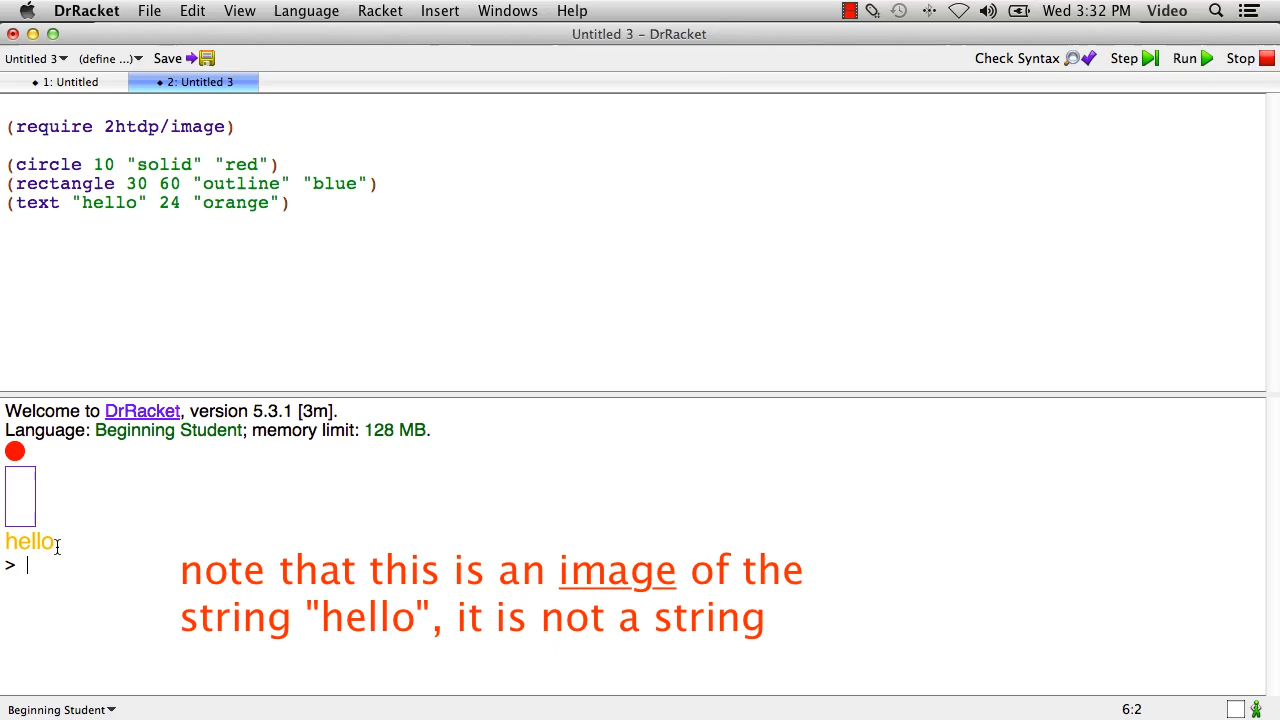 DrRacket File Edit View Language Racket Insert Windows Help Wed 3:32 PM Video
Untitled 3 – DrRacket
Untitled 3 (define ...) Save Check Syntax Step Run Stop
1: Untitled 2: Untitled 3
(require 2htdp/image)
(circle 10 "solid" "red")
(rectangle 30 60 "outline" "blue")
(text "hello" 24 "orange")
Welcome to DrRacket, version 5.3.1 [3m].
Language: Beginning Student; memory limit: 128 MB.
hello
>
note that this is an image of the
string "hello", it is not a string
Beginning Student 6:2